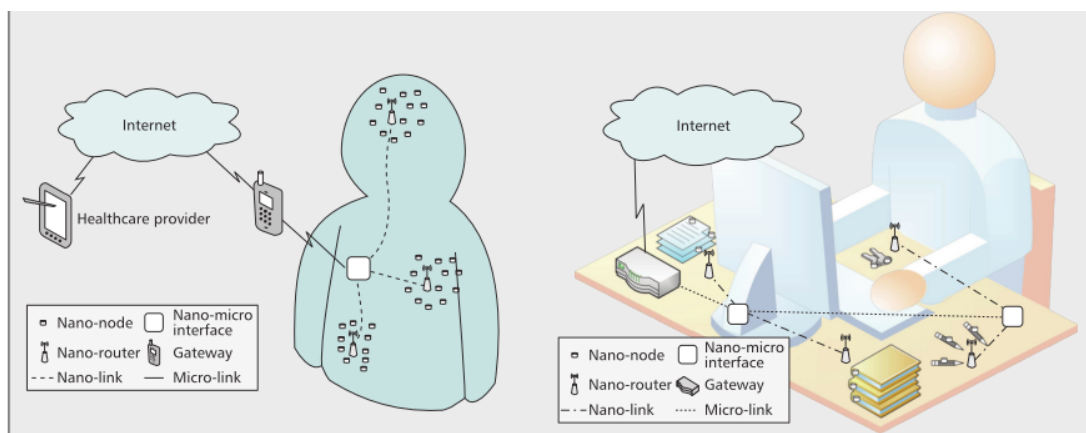 Internet
Healthcare provider
Nano-node
Nano-micro
interface
Nano-router
Gateway
Nano-link
Micro-link
Internet
Nano-node
Nano-micro
interface
Nano-router
Gateway
Nano-link
Micro-link